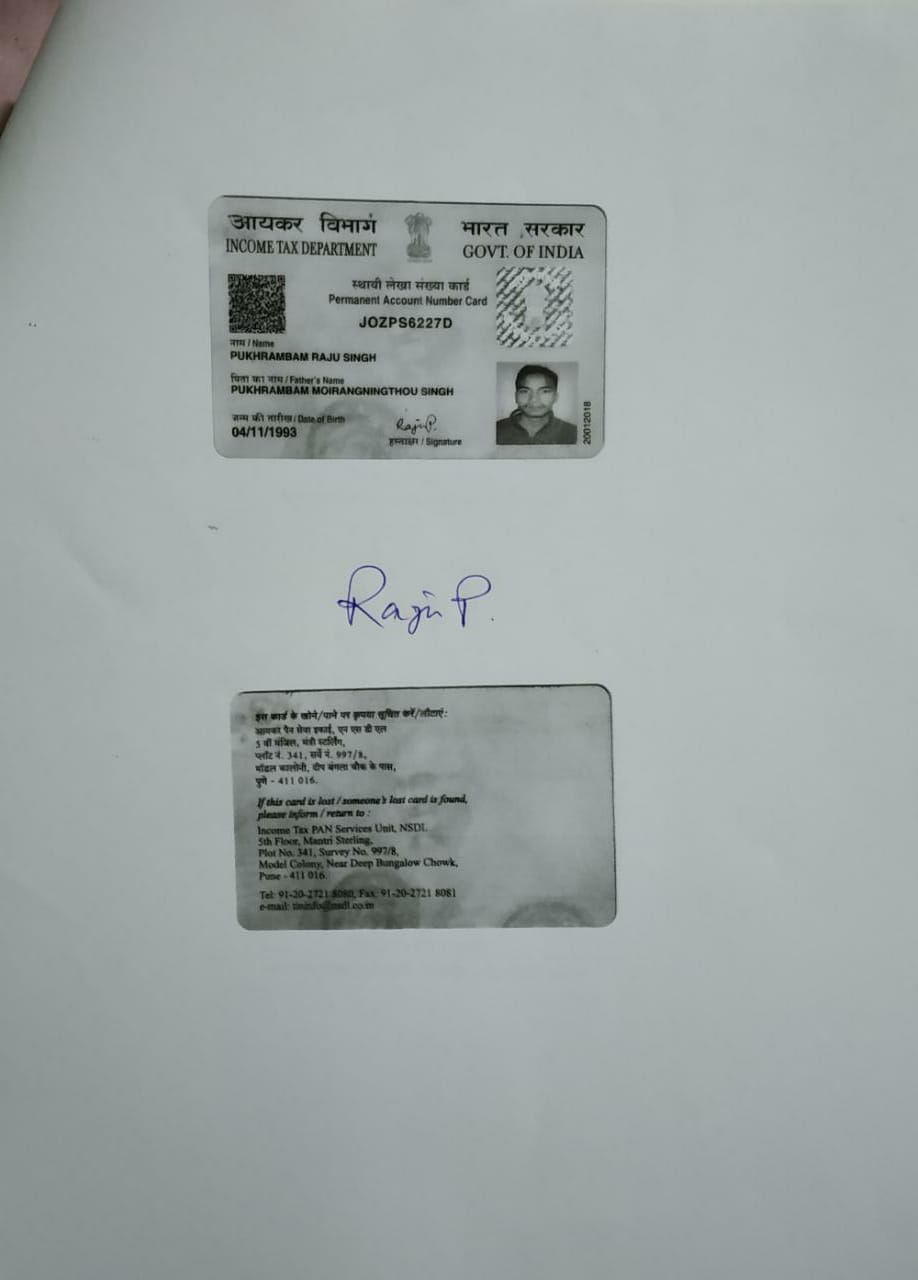 आयकर विभाग भारत सरकार
INCOME TAX DEPARTMENT GOVT. OF INDIA
स्थायी लेखा संख्या कार्ड
Permanent Account Number Card
JOZPS6227D
नाम / Name
PUKHRAMBAM RAJU SINGH
पिता का नाम / Father's Name
PUKHRAMBAM MOIRANGNINGTHOU SINGH
जन्म की तारीख / Date of Birth
04/11/1993
Raju P.
हस्ताक्षर / Signature
20012018
Raju P.
इस कार्ड के खोने/पाने पर कृपया सूचित करें/लौटाएं:
आयकर पैन सेवा इकाई, एन एस डी एल
5 वीं मंजिल, मंत्री स्टर्लिंग,
प्लॉट नं. 341, सर्वे नं. 997/8,
मॉडल कालोनी, दीप बंगला चौक के पास,
पुणे - 411 016.
If this card is lost / someone's lost card is found,
please inform / return to :
Income Tax PAN Services Unit, NSDL
5th Floor, Mantri Sterling,
Plot No. 341, Survey No. 997/8,
Model Colony, Near Deep Bungalow Chowk,
Pune - 411 016
Tel: 91-20-2721 8080, Fax: 91-20-2721 8081
e-mail: tininfo@nsdl.co.in